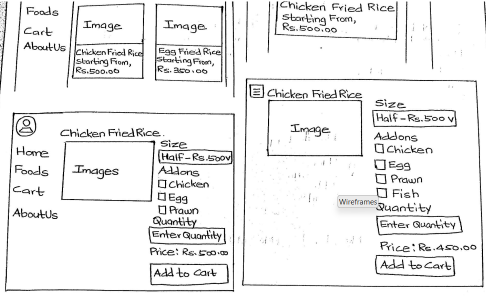 Foods
Cart
AboutUs
Image
Chicken Fried Rice
Starting From,
Rs.500.00
Image
Egg Fried Rice
Starting From,
Rs.350.00
Chicken Fried Rice
Starting From,
Rs.500.00
Chicken Fried Rice.
Home
Foods
Cart
AboutUs
Images
Size
Half-Rs.500 v
Addons
Chicken
Egg
Prawn
Quantity
Enter Quantity
Price: Rs.500.00
Add to Cart
Chicken Fried Rice
Image
Size
Half-Rs.500 v
Addons
Chicken
Egg
Prawn
Fish
Quantity
Enter Quantity
Price: Rs.450.00
Add to Cart
Wireframes